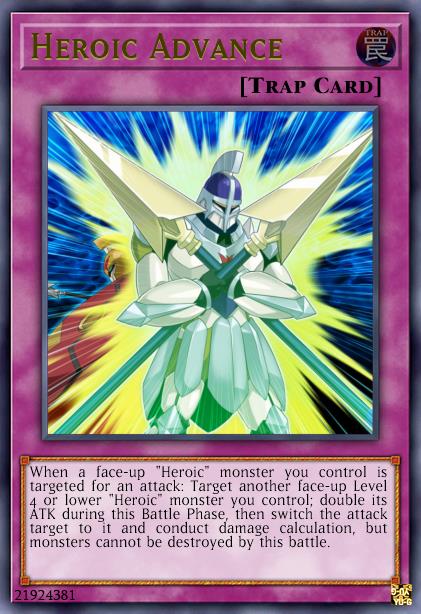 HEROIC ADVANCE
TRAP
罠
[TRAP CARD]
When a face-up "Heroic" monster you control is
targeted for an attack: Target another face-up Level
4 or lower "Heroic" monster you control; double its
ATK during this Battle Phase, then switch the attack
target to it and conduct damage calculation, but
monsters cannot be destroyed by this battle.
21924381